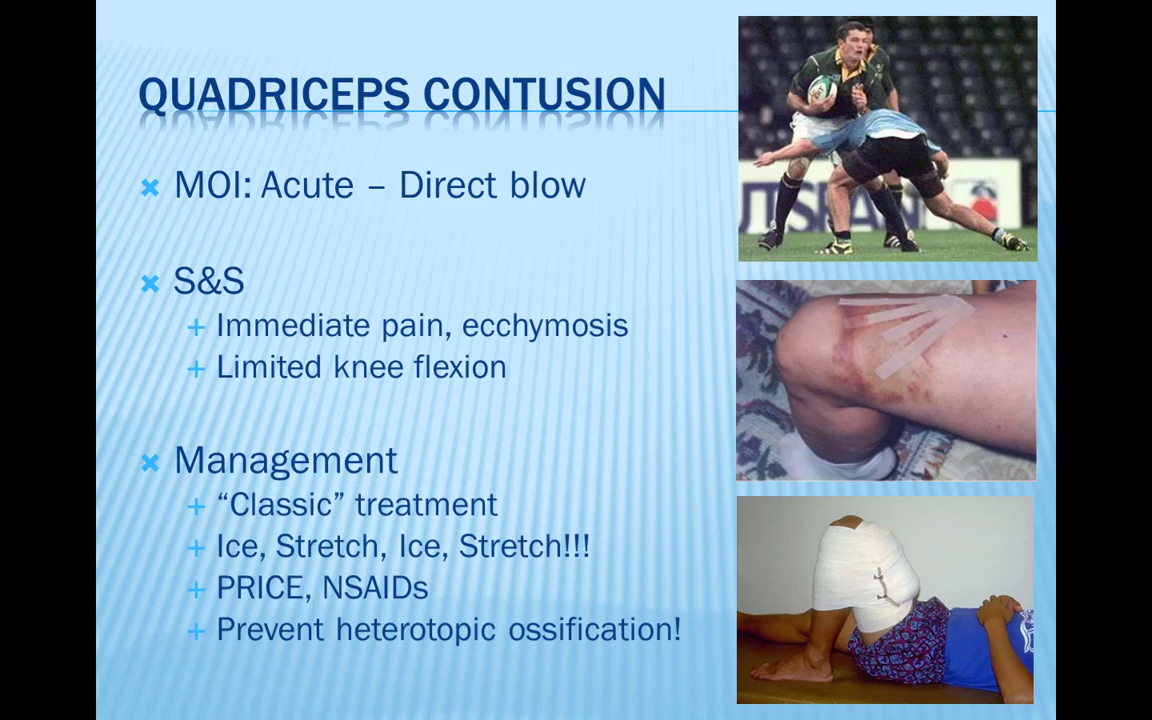 QUADRICEPS CONTUSION
MOI: Acute – Direct blow
S&S
Immediate pain, ecchymosis
Limited knee flexion
Management
“Classic” treatment
Ice, Stretch, Ice, Stretch!!!
PRICE, NSAIDs
Prevent heterotopic ossification!